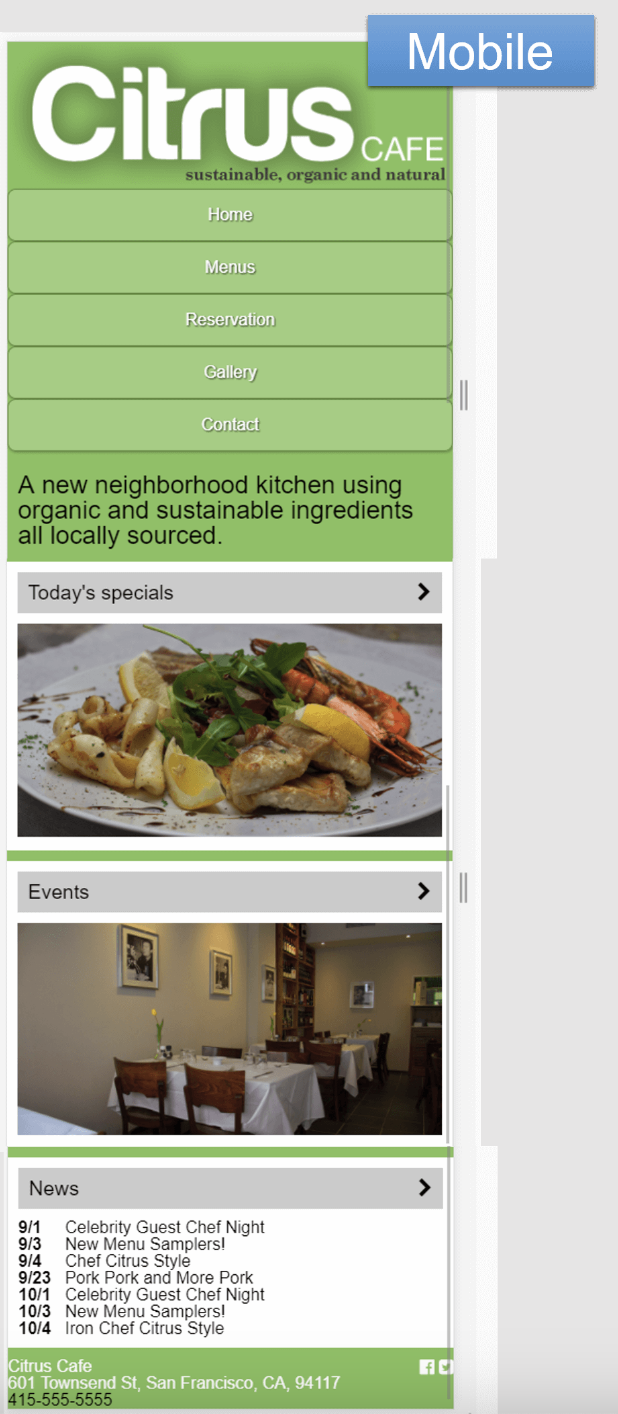 Mobile
Citrus CAFE
sustainable, organic and natural
Home
Menus
Reservation
Gallery
Contact
A new neighborhood kitchen using
organic and sustainable ingredients
all locally sourced.
Today's specials
Events
News
9/1 Celebrity Guest Chef Night
9/3 New Menu Samplers!
9/4 Chef Citrus Style
9/23 Pork Pork and More Pork
10/1 Celebrity Guest Chef Night
10/3 New Menu Samplers!
10/4 Iron Chef Citrus Style
Citrus Cafe
601 Townsend St, San Francisco, CA, 94117
415-555-5555